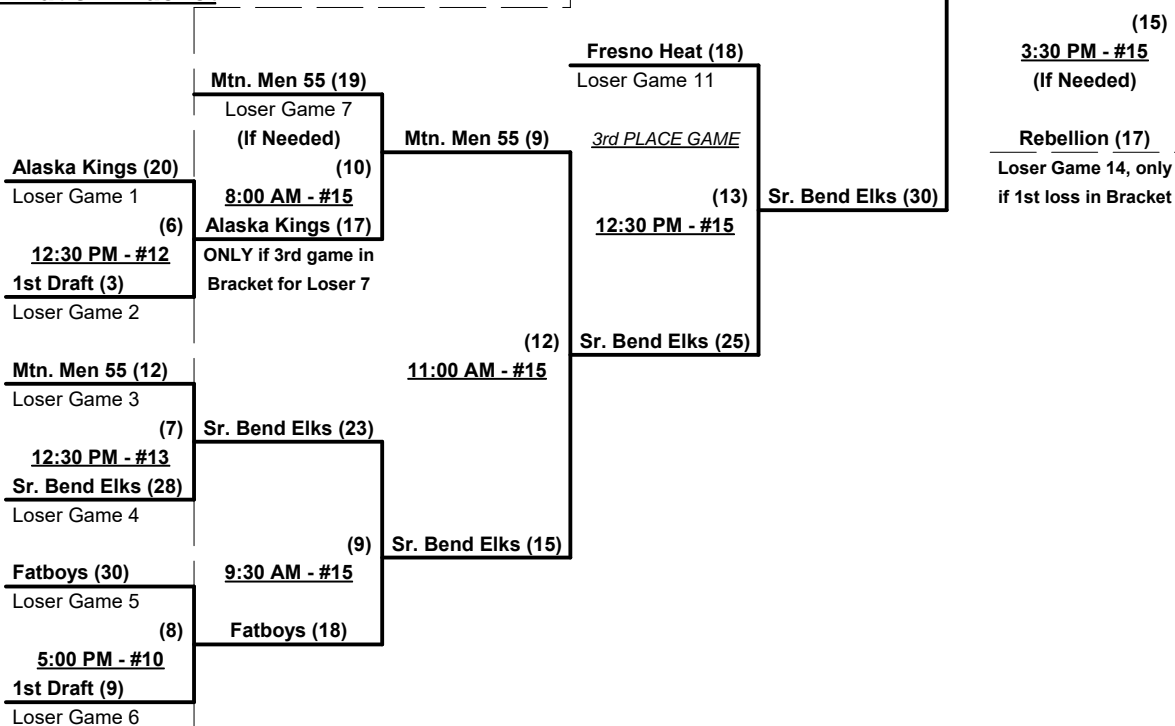 (15)
Fresno Heat (18)
3:30 PM - #15
Loser Game 11
(If Needed)
Mtn. Men 55 (19)
Loser Game 7
(If Needed)
Mtn. Men 55 (9)
3rd PLACE GAME
Rebellion (17)
Alaska Kings (20)
(10)
Loser Game 14, only
Loser Game 1
8:00 AM - #15
(13)
Sr. Bend Elks (30)
if 1st loss in Bracket
(6)
Alaska Kings (17)
12:30 PM - #15
12:30 PM - #12
ONLY if 3rd game in
1st Draft (3)
Bracket for Loser 7
Loser Game 2
(12)
Sr. Bend Elks (25)
Mtn. Men 55 (12)
11:00 AM - #15
Loser Game 3
(7)
Sr. Bend Elks (23)
12:30 PM - #13
Sr. Bend Elks (28)
Loser Game 4
(9)
Sr. Bend Elks (15)
Fatboys (30)
9:30 AM - #15
Loser Game 5
(8)
Fatboys (18)
5:00 PM - #10
1st Draft (9)
Loser Game 6